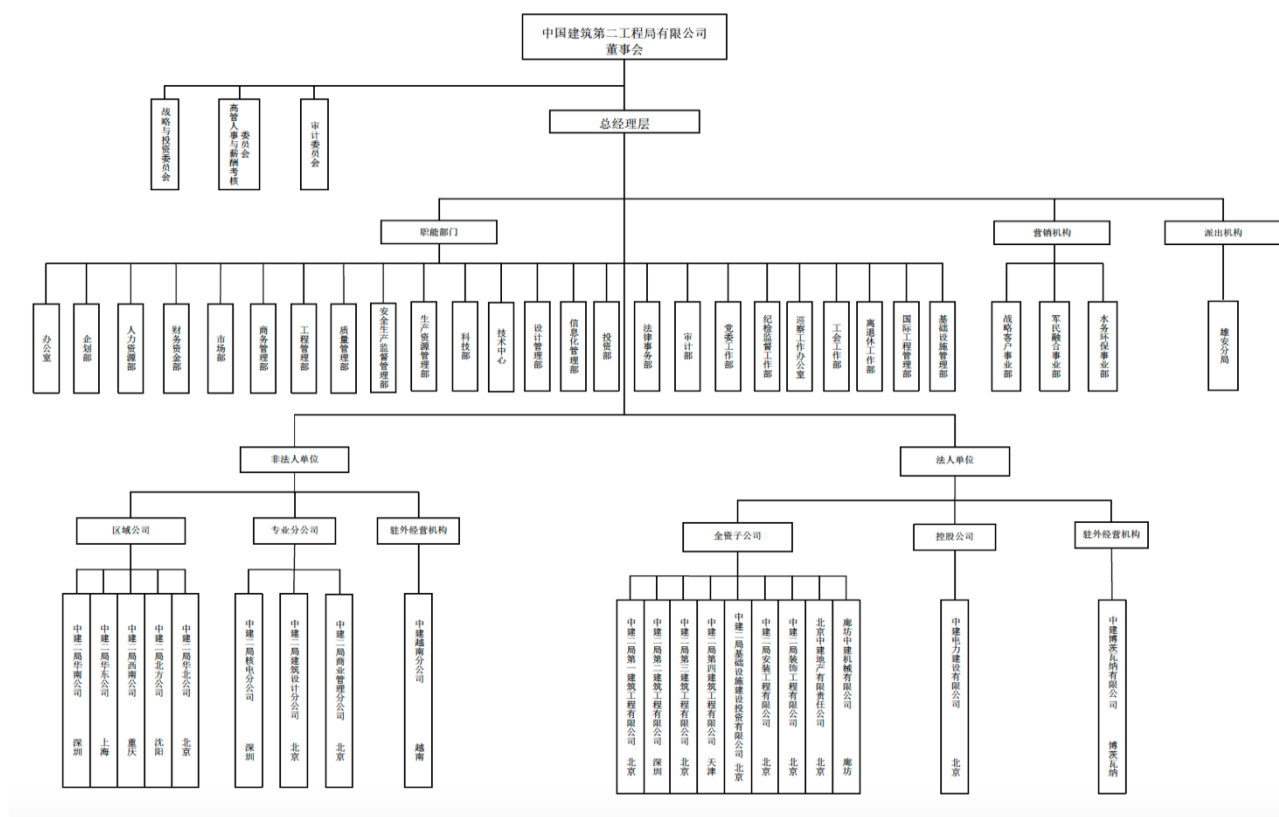 中国建筑第二工程局有限公司
董事会
战略与投资委员会
高管人事与薪酬考核
委员会
审计委员会
总经理层
职能部门
营销机构
派出机构
办公室
企划部
人力资源部
财务资金部
市场部
商务管理部
工程管理部
质量管理部
安全生产监督管理部
生产资源管理部
科技部
技术中心
设计管理部
信息化管理部
投资部
法律事务部
审计部
党委工作部
纪检监督工作部
巡察工作办公室
工会工作部
离退休工作部
国际工程管理部
基础设施管理部
战略客户事业部
军民融合事业部
水务环保事业部
雄安分局
非法人单位
法人单位
区域公司
专业分公司
驻外经营机构
全资子公司
控股公司
驻外经营机构
中建二局华南公司 深圳
中建二局华东公司 上海
中建二局西南公司 重庆
中建二局北方公司 沈阳
中建二局华北公司 北京
中建二局核电分公司 深圳
中建二局建筑设计分公司 北京
中建二局商业管理分公司 北京
中建越南分公司 越南
中建二局第一建筑工程有限公司 北京
中建二局第二建筑工程有限公司 深圳
中建二局第三建筑工程有限公司 北京
中建二局第四建筑工程有限公司 天津
中建二局基础设施建设投资有限公司 北京
中建二局安装工程有限公司 北京
中建二局装饰工程有限公司 北京
北京中建地产有限责任公司 北京
廊坊中建机械有限公司 廊坊
中建电力建设有限公司 北京
中建博茨瓦纳有限公司 博茨瓦纳